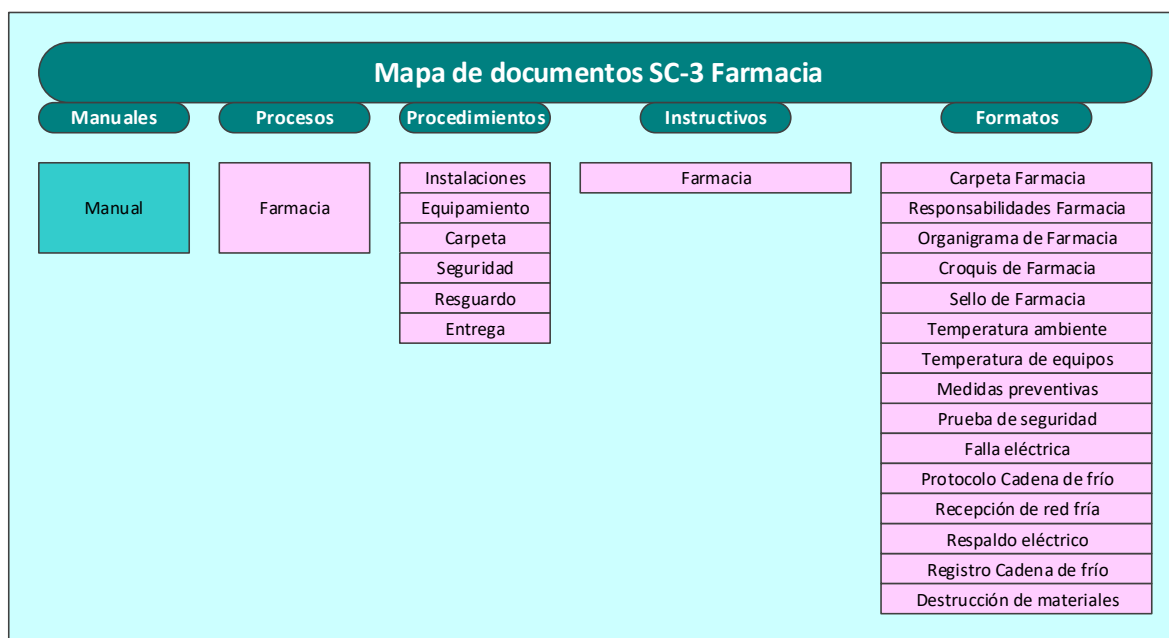 Mapa de documentos SC-3 Farmacia
Manuales
Procesos
Procedimientos
Instructivos
Formatos
Manual
Farmacia
Instalaciones
Equipamiento
Carpeta
Seguridad
Resguardo
Entrega
Farmacia
Carpeta Farmacia
Responsabilidades Farmacia
Organigrama de Farmacia
Croquis de Farmacia
Sello de Farmacia
Temperatura ambiente
Temperatura de equipos
Medidas preventivas
Prueba de seguridad
Falla eléctrica
Protocolo Cadena de frío
Recepción de red fría
Respaldo eléctrico
Registro Cadena de frío
Destrucción de materiales